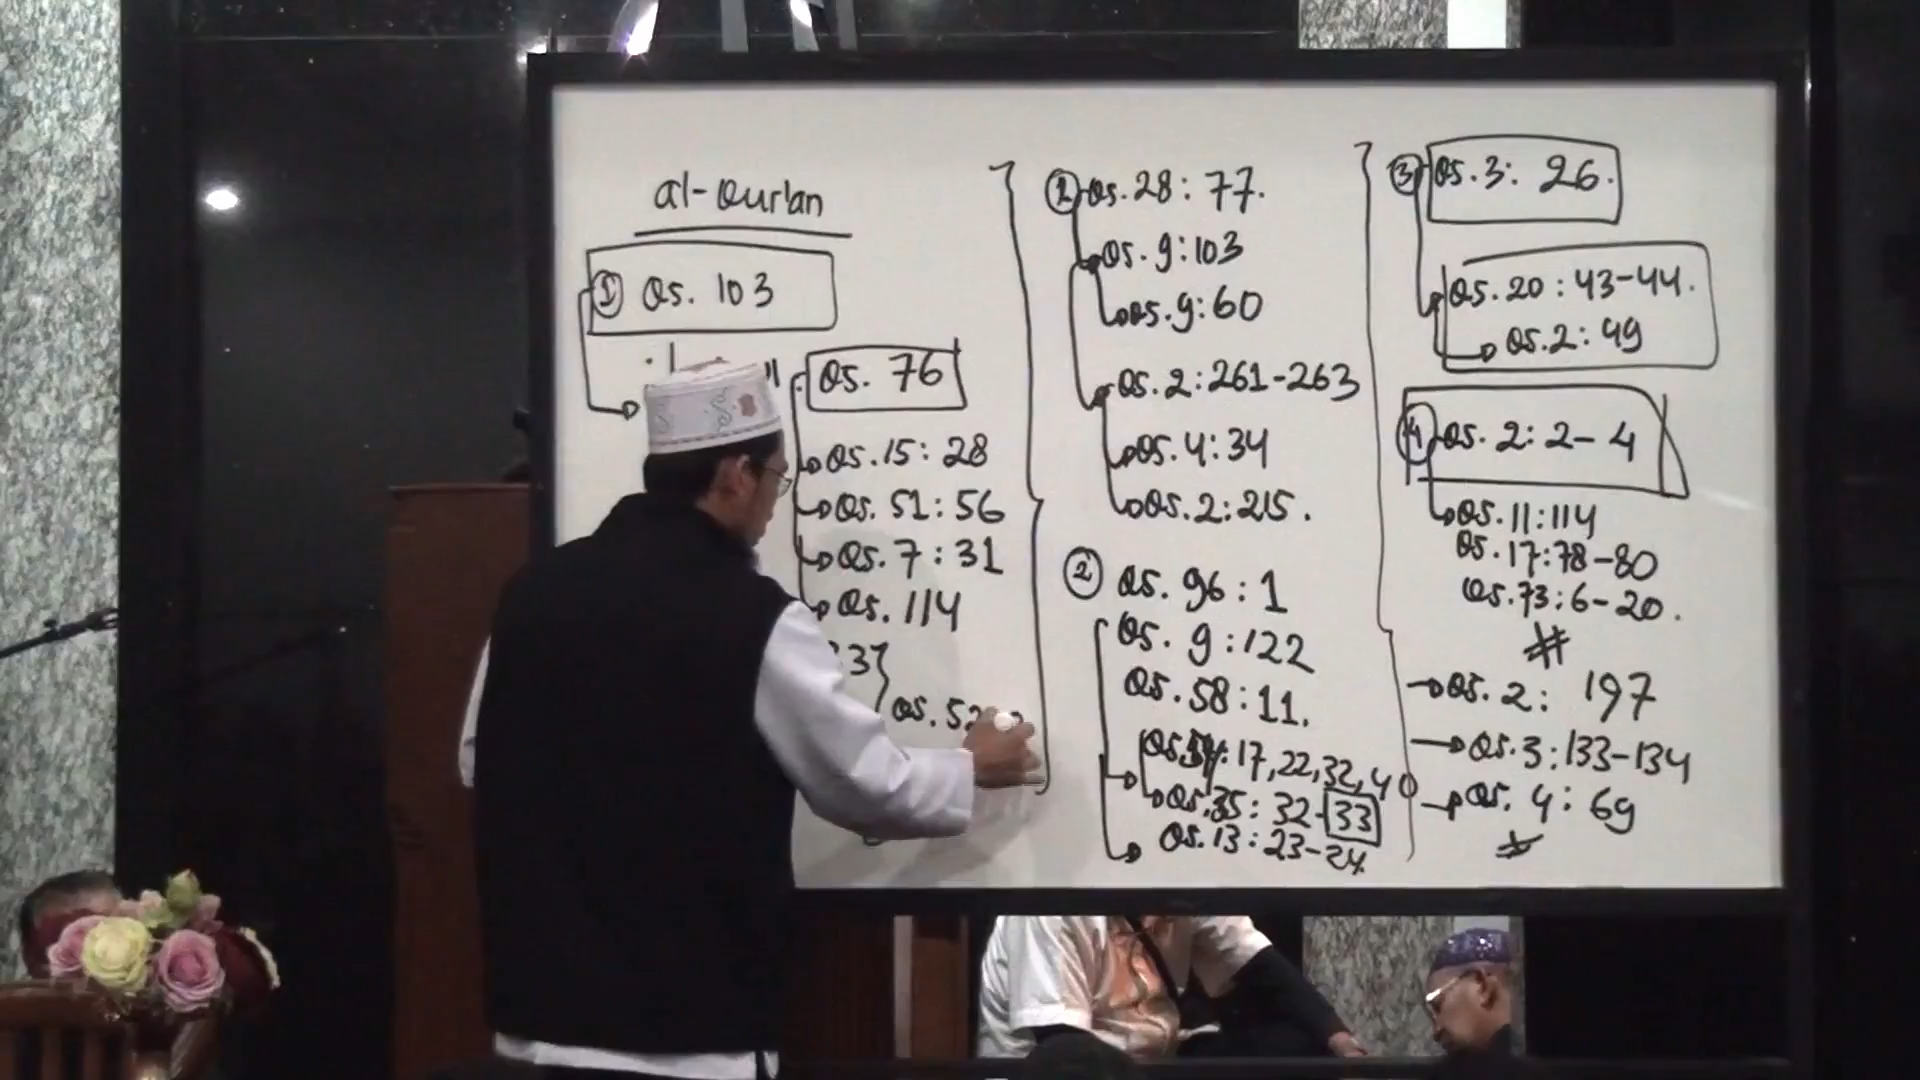 al-Qur'an
① QS. 103
QS. 76
QS. 15: 28
QS. 51: 56
QS. 7: 31
QS. 114
QS.
① QS. 28: 77.
QS. 9: 103
QS. 9: 60
QS. 2: 261-263
QS. 4: 34
QS. 2: 215.
② QS. 96: 1
QS. 9: 122
QS. 58: 11.
QS. 54: 17, 22, 32, 40
QS. 35: 32-33
QS. 13: 23-24.
③ QS. 3: 26.
QS. 20: 43-44.
QS. 2: 49
④ QS. 2: 2-4
QS. 11: 114
QS. 17: 78-80
QS. 73: 6-20.
QS. 2: 197
QS. 3: 133-134
QS. 4: 69